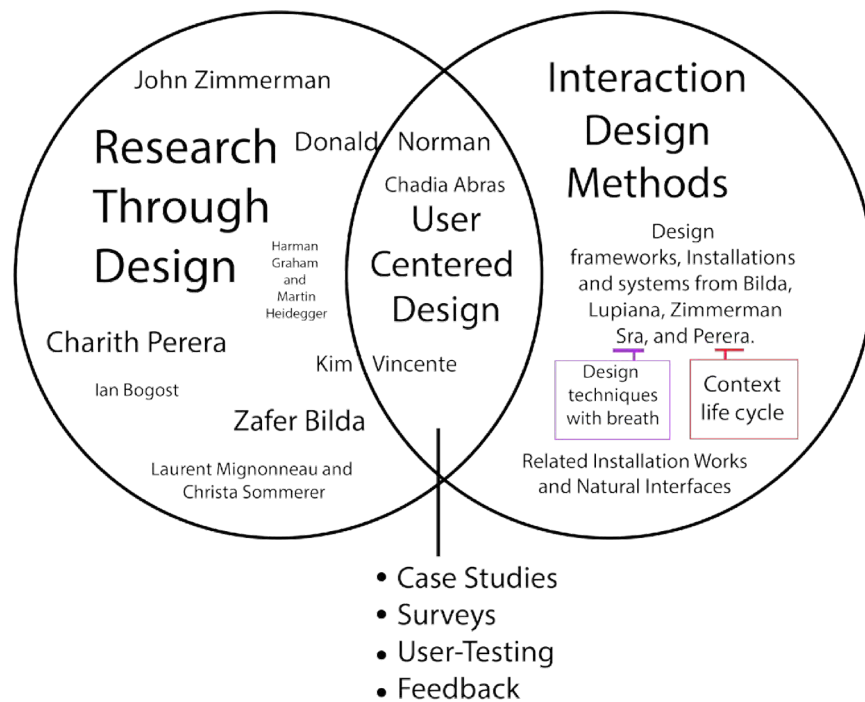 John Zimmerman
Research
Through
Design
Donald Norman
Harman
Graham
and
Martin
Heidegger
Charith Perera
Ian Bogost
Kim Vincente
Zafer Bilda
Laurent Mignonneau and
Christa Sommerer
Chadia Abras
User
Centered
Design
Interaction
Design
Methods
Design
frameworks, Installations
and systems from Bilda,
Lupiana, Zimmerman
Sra, and Perera.
Design
techniques
with breath
Context
life cycle
Related Installation Works
and Natural Interfaces
• Case Studies
• Surveys
• User-Testing
• Feedback